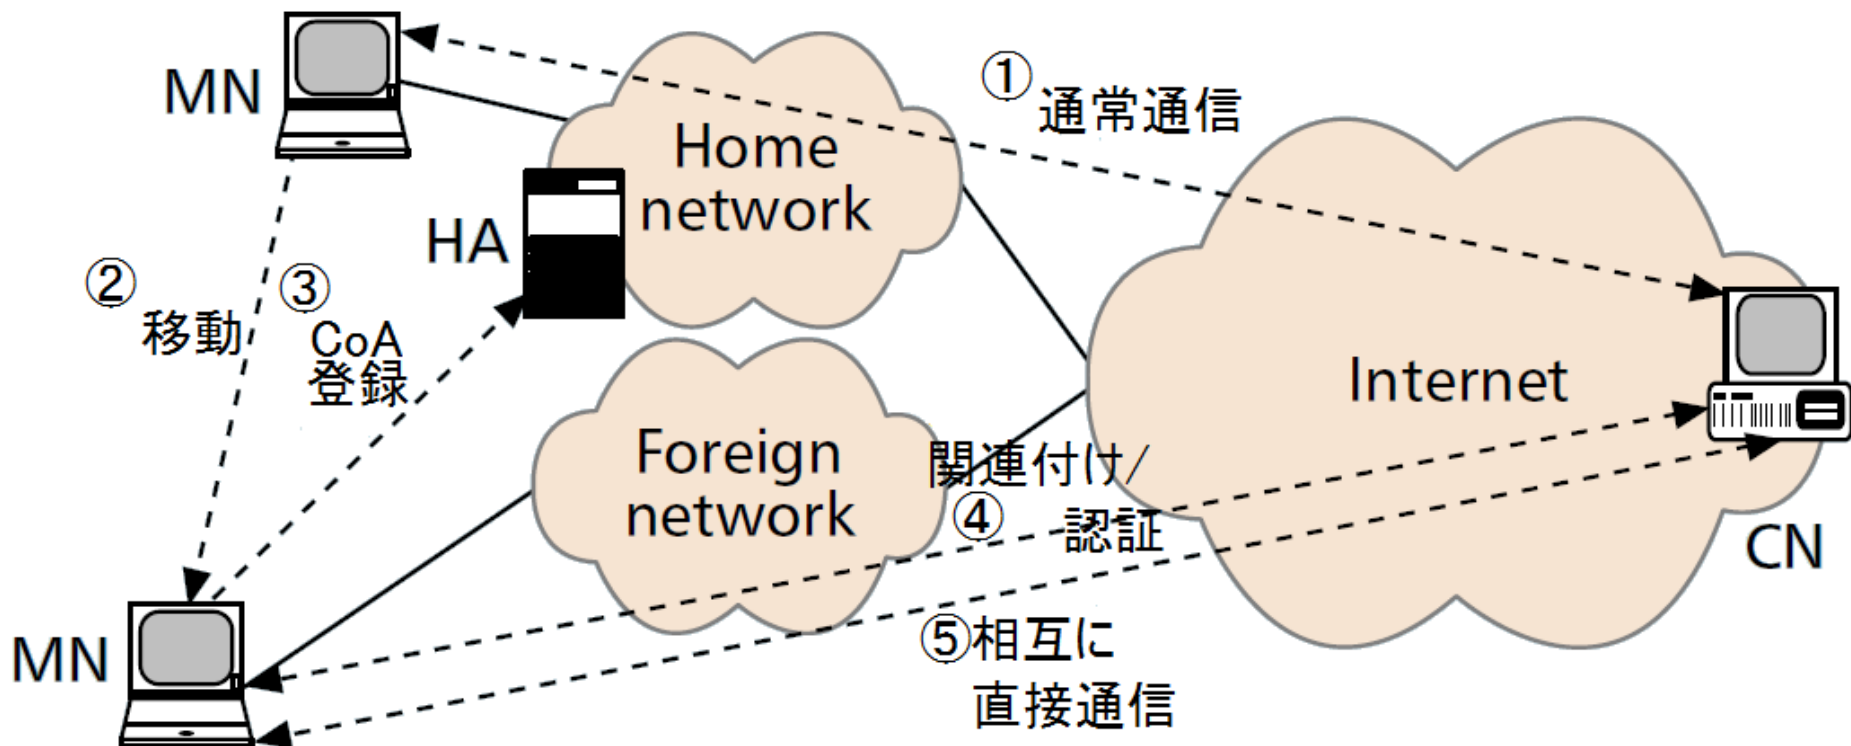 MN
①
通常通信
Home
network
HA
②
移動
③
CoA
登録
Internet
Foreign
network
関連付け/
④
認証
CN
MN
⑤相互に
直接通信